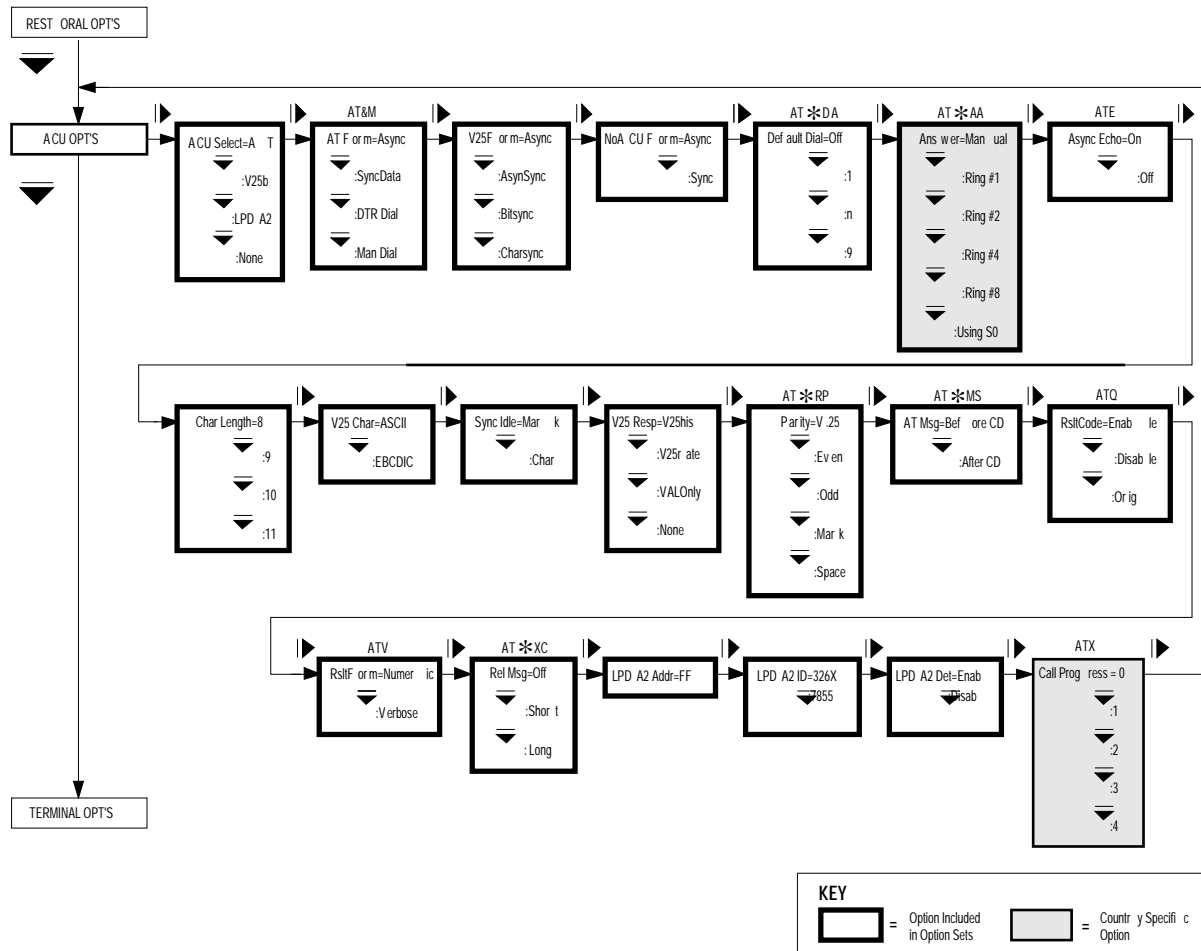 REST ORAL OPT'S
ACU OPT'S
ACU Select=A T
:V25b
:LPD A2
:None
AT&M
AT F or m=Async
:SyncData
:DTR Dial
:Man Dial
V25F or m=Async
:AsynSync
:Bitsync
:Charsync
NoA CU F or m=Async
:Sync
AT *DA
Def ault Dial=Off
:1
:n
:9
AT *AA
Ans w er=Man ual
:Ring #1
:Ring #2
:Ring #4
:Ring #8
:Using S0
ATE
Async Echo=On
:Off
Char Length=8
:9
:10
:11
V25 Char=ASCII
:EBCDIC
Sync Idle=Mar k
:Char
V25 Resp=V25his
:V25r ate
:VALOnly
:None
AT *RP
P ar ity=V .25
:Ev en
:Odd
:Mar k
:Space
AT *MS
AT Msg=Bef ore CD
:After CD
ATQ
RsltCode=Enab le
:Disab le
:Or ig
ATV
RsltF or m=Numer ic
:V erbose
AT *XC
Rel Msg=Off
:Shor t
: Long
LPD A2 Addr=FF
LPD A2 ID=326X
:7855
LPD A2 Det=Enab
:Disab
ATX
Call Prog ress = 0
:1
:2
:3
:4
TERMINAL OPT'S
KEY
= Option Included
in Option Sets
= Countr y Specifi c
Option